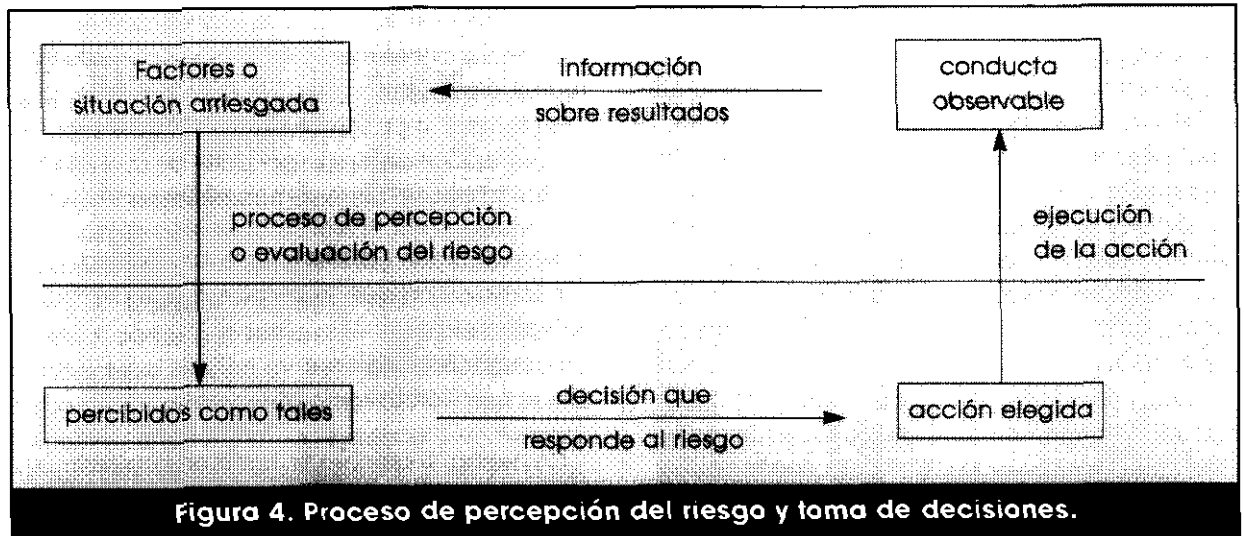 Factores o
situación arriesgada
información
sobre resultados
conducta
observable
proceso de percepción
o evaluación del riesgo
ejecución
de la acción
percibidos como tales
decisión que
responde al riesgo
acción elegida
Figura 4. Proceso de percepción del riesgo y toma de decisiones.